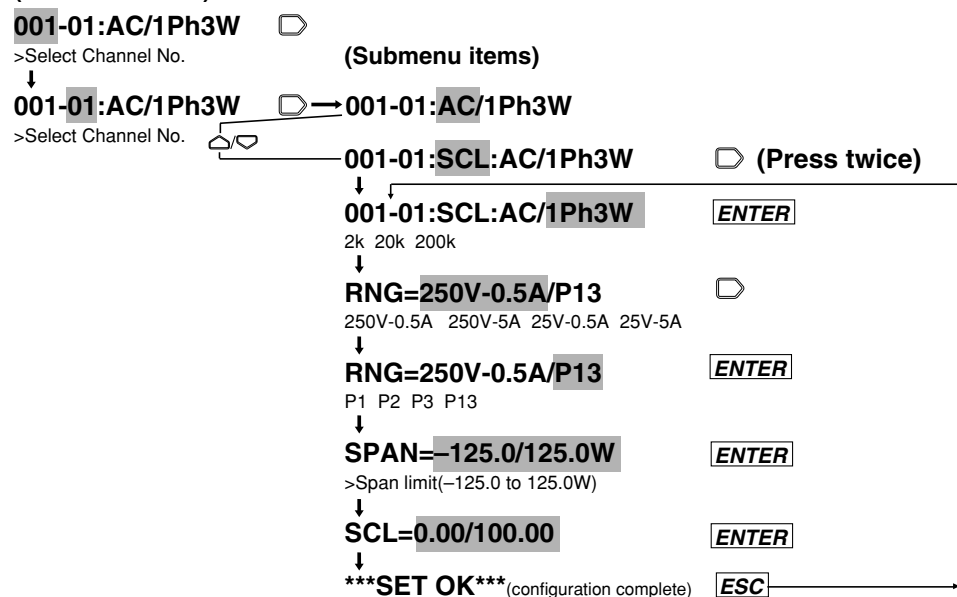 001-01:AC/1Ph3W
>Select Channel No.
(Submenu items)
001-01:AC/1Ph3W
001-01:AC/1Ph3W
>Select Channel No.
001-01:SCL:AC/1Ph3W (Press twice)
001-01:SCL:AC/1Ph3W ENTER
2k 20k 200k
RNG=250V-0.5A/P13
250V-0.5A 250V-5A 25V-0.5A 25V-5A
RNG=250V-0.5A/P13 ENTER
P1 P2 P3 P13
SPAN=–125.0/125.0W ENTER
>Span limit(–125.0 to 125.0W)
SCL=0.00/100.00 ENTER
***SET OK***(configuration complete) ESC